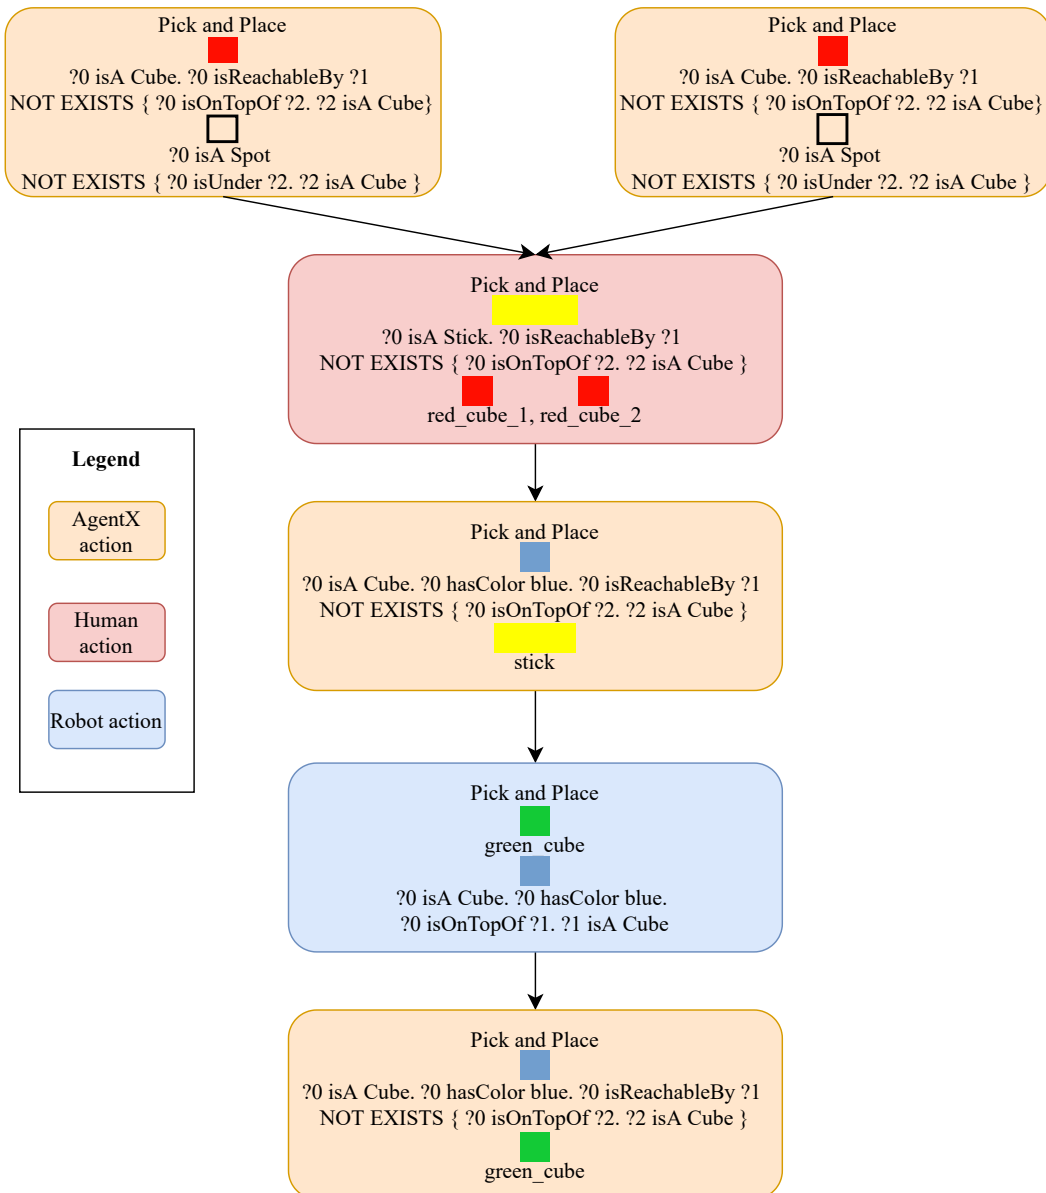 Pick and Place
?0 isA Cube. ?0 isReachableBy ?1
NOT EXISTS { ?0 isOnTopOf ?2. ?2 isA Cube}
?0 isA Spot
NOT EXISTS { ?0 isUnder ?2. ?2 isA Cube }
Pick and Place
?0 isA Cube. ?0 isReachableBy ?1
NOT EXISTS { ?0 isOnTopOf ?2. ?2 isA Cube}
?0 isA Spot
NOT EXISTS { ?0 isUnder ?2. ?2 isA Cube }
Pick and Place
?0 isA Stick. ?0 isReachableBy ?1
NOT EXISTS { ?0 isOnTopOf ?2. ?2 isA Cube }
red_cube_1, red_cube_2
Legend
AgentX
action
Human
action
Robot action
Pick and Place
?0 isA Cube. ?0 hasColor blue. ?0 isReachableBy ?1
NOT EXISTS { ?0 isOnTopOf ?2. ?2 isA Cube }
stick
Pick and Place
green_cube
?0 isA Cube. ?0 hasColor blue.
?0 isOnTopOf ?1. ?1 isA Cube
Pick and Place
?0 isA Cube. ?0 hasColor blue. ?0 isReachableBy ?1
NOT EXISTS { ?0 isOnTopOf ?2. ?2 isA Cube }
green_cube